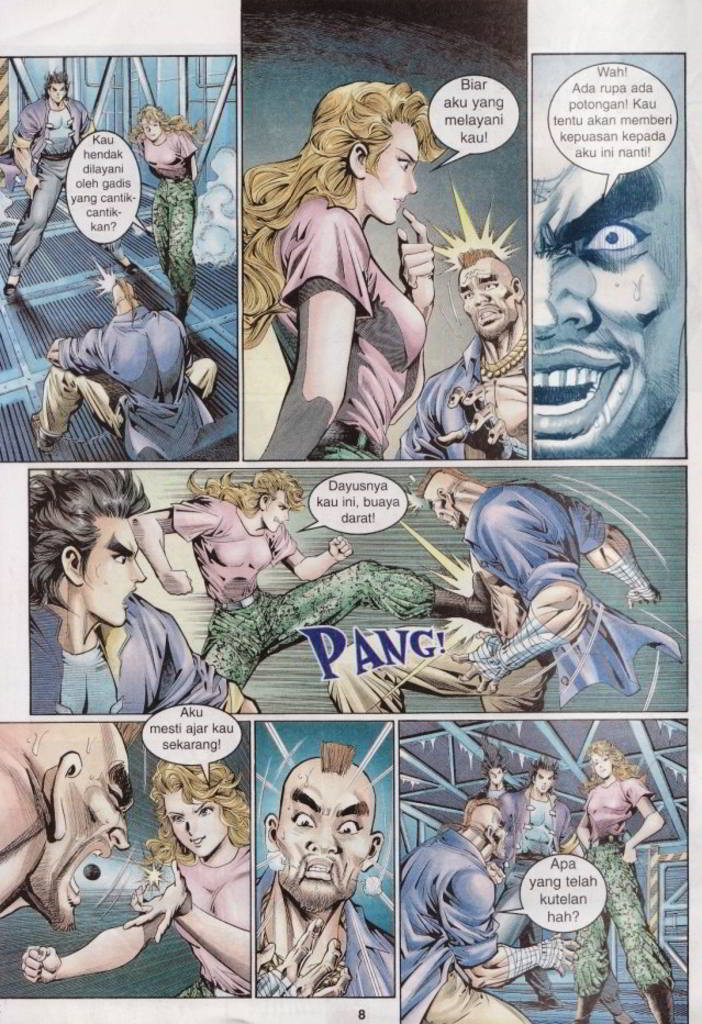 Kau
hendak
dilayani
oleh gadis
yang cantik-
cantik-
kan?
Biar
aku yang
melayani
kau!
Wah!
Ada rupa ada
potongan! Kau
tentu akan memberi
kepuasan kepada
aku ini nanti!
Dayusnya
kau ini, buaya
darat!
PANG!
Aku
mesti ajar kau
sekarang!
Apa
yang telah
kutelan
hah?
8